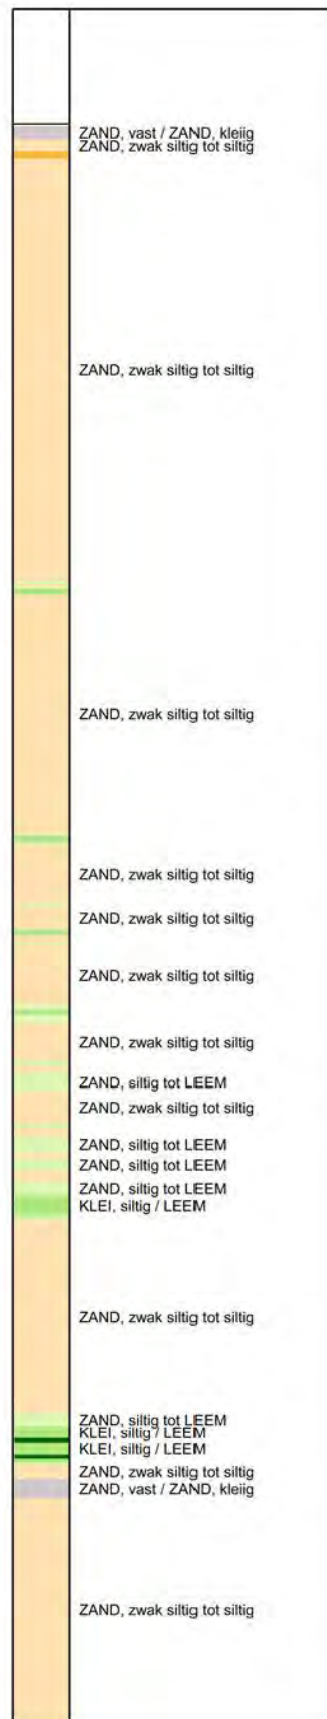 ZAND, vast / ZAND, kleiig
ZAND, zwak siltig tot siltig
ZAND, zwak siltig tot siltig
ZAND, zwak siltig tot siltig
ZAND, zwak siltig tot siltig
ZAND, zwak siltig tot siltig
ZAND, zwak siltig tot siltig
ZAND, zwak siltig tot siltig
ZAND, siltig tot LEEM
ZAND, zwak siltig tot siltig
ZAND, siltig tot LEEM
ZAND, siltig tot LEEM
ZAND, siltig tot LEEM
KLEI, siltig / LEEM
ZAND, zwak siltig tot siltig
ZAND, siltig tot LEEM
KLEI, siltig / LEEM
KLEI, siltig / LEEM
ZAND, zwak siltig tot siltig
ZAND, vast / ZAND, kleiig
ZAND, zwak siltig tot siltig